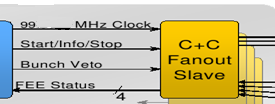 99 MHz Clock
Start/Info/Stop
Bunch Veto
FEE Status
4
C+C
Fanout
Slave